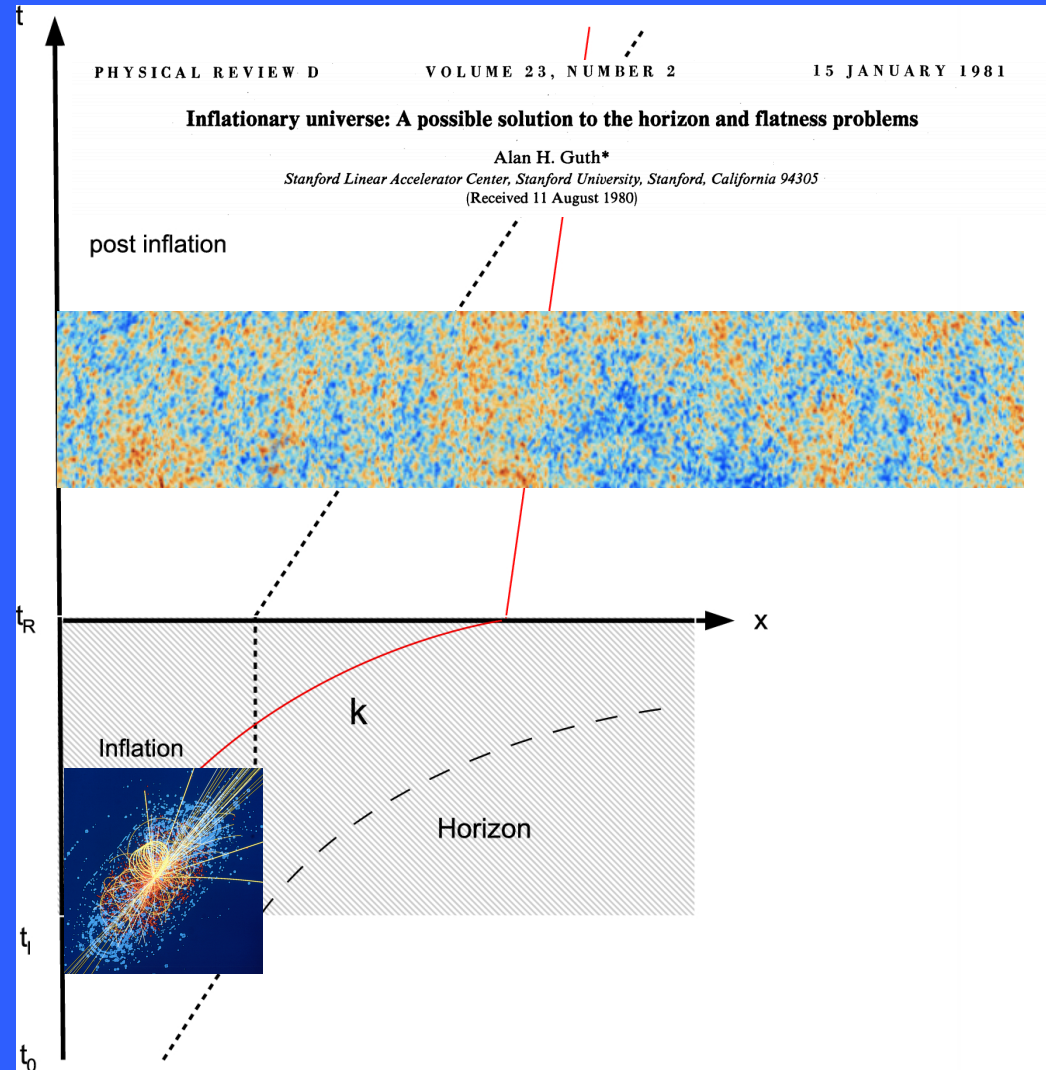 t
PHYSICAL REVIEW D VOLUME 23, NUMBER 2 15 JANUARY 1981
Inflationary universe: A possible solution to the horizon and flatness problems
Alan H. Guth*
Stanford Linear Accelerator Center, Stanford University, Stanford, California 94305
(Received 11 August 1980)
post inflation
tR
x
k
Inflation
Horizon
tI
t0